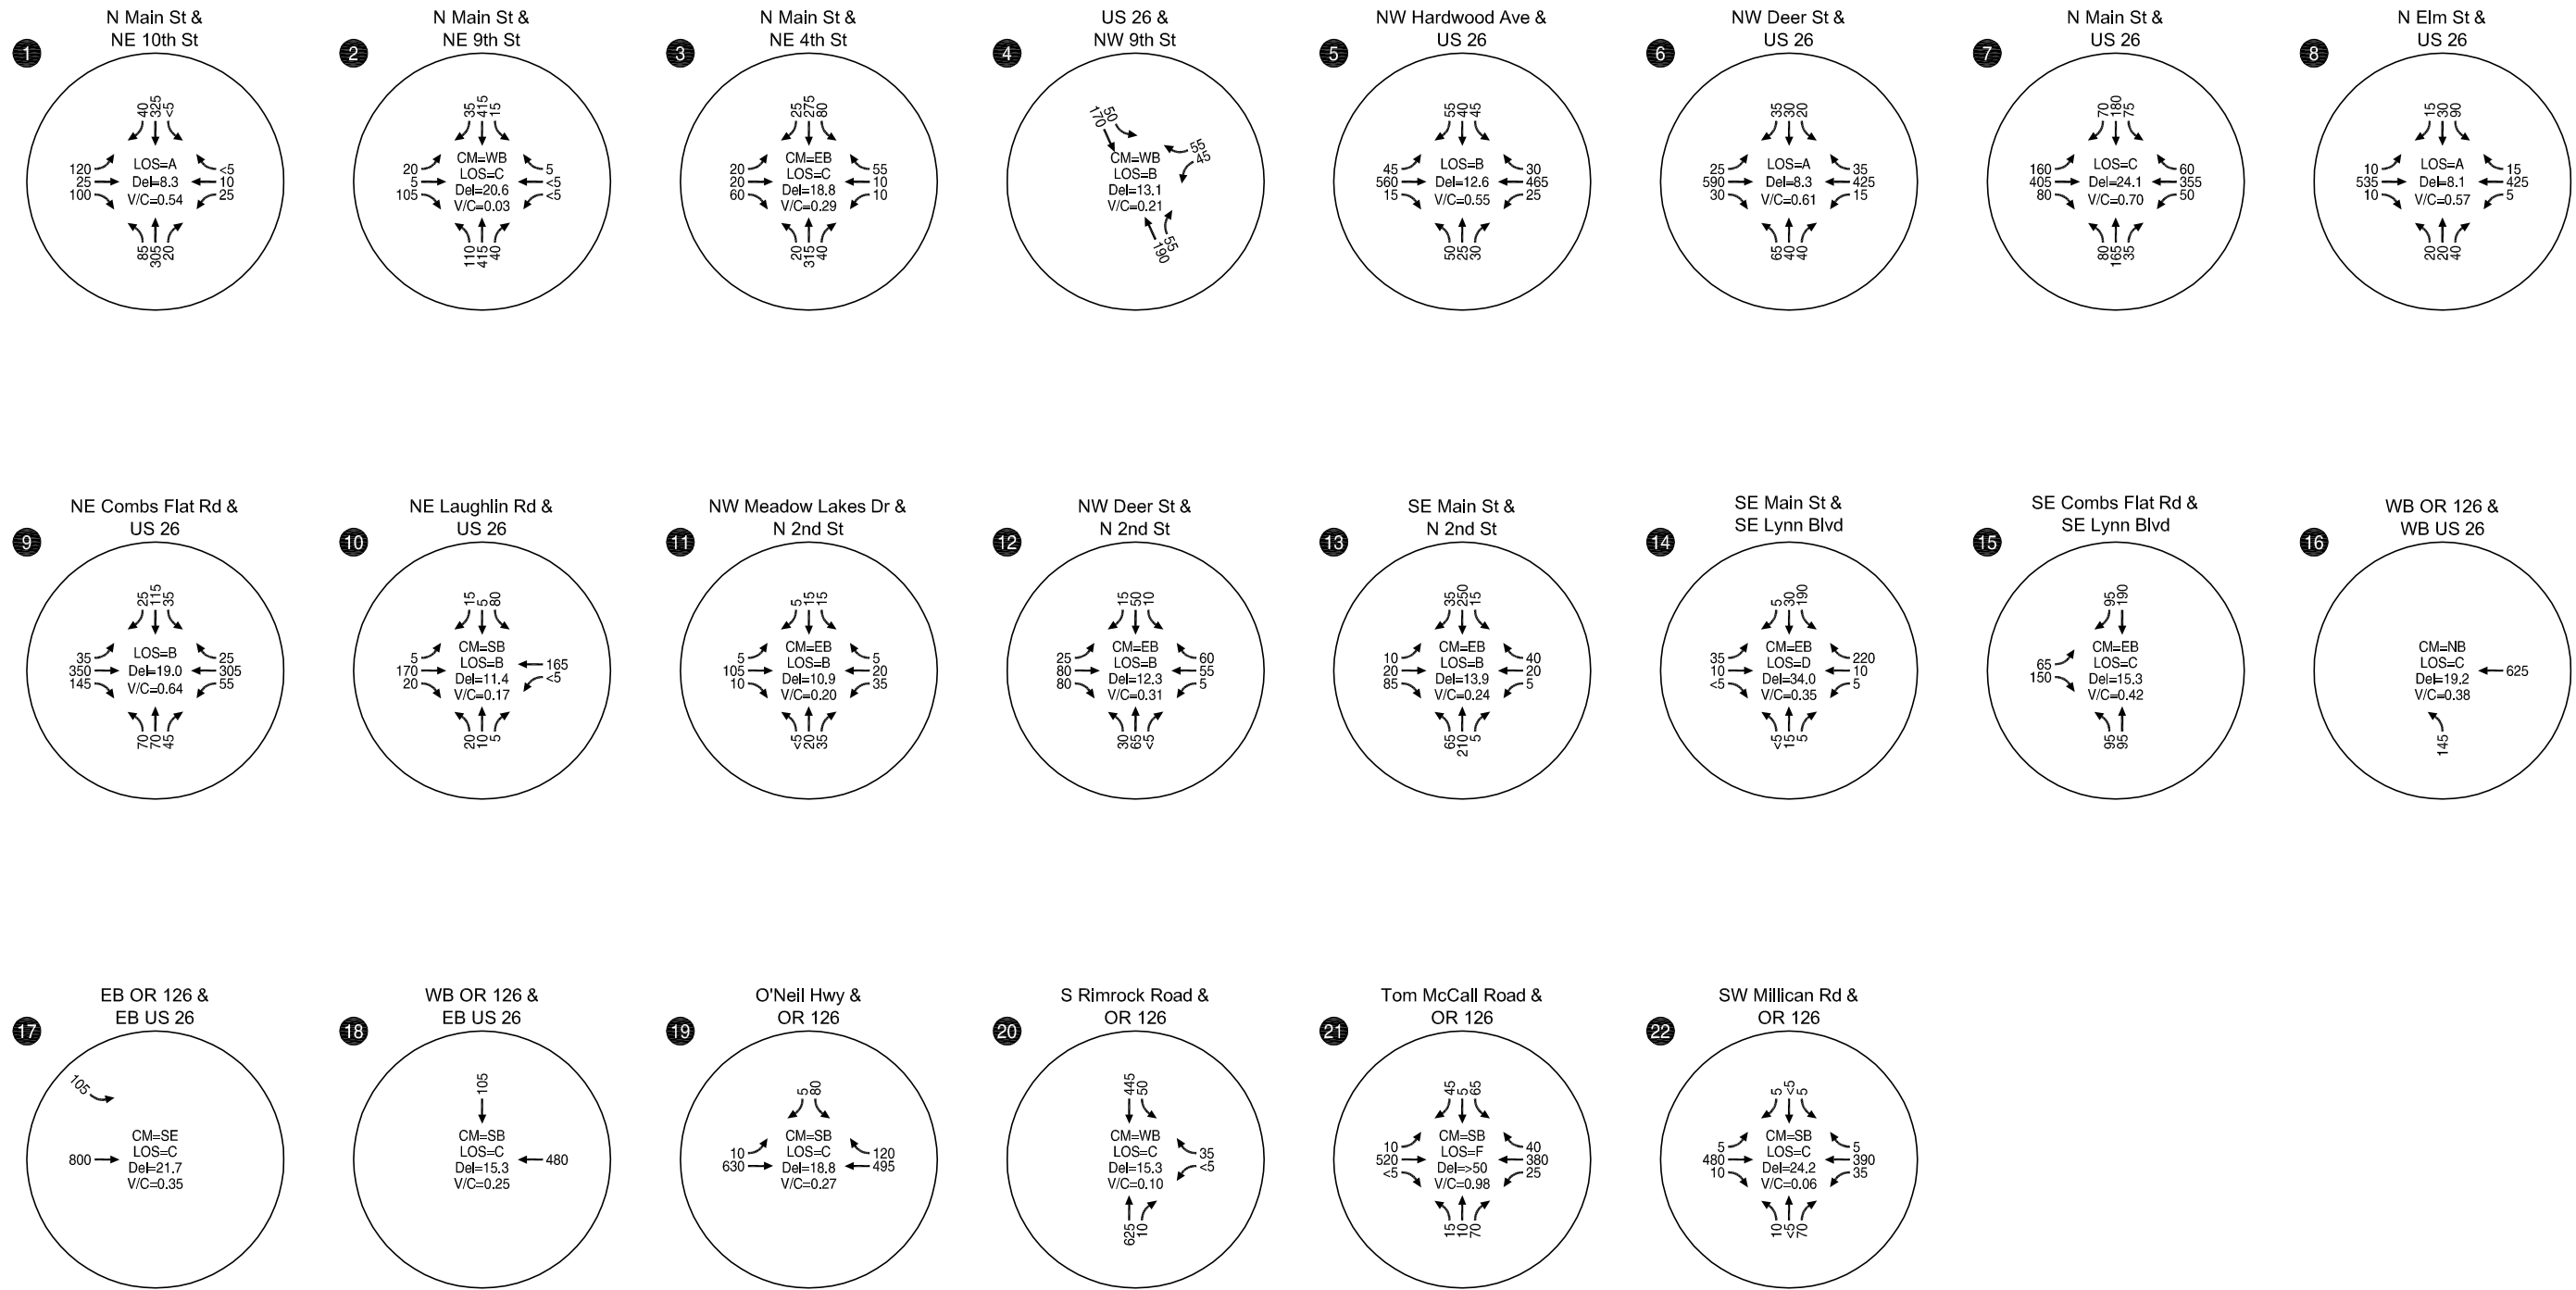 1
N Main St &
NE 10th St
40 325 <5
120
25
100
LOS=A
Del=8.3
V/C=0.54
<5
10
25
85 305 20
2
N Main St &
NE 9th St
35 415 15
20
5
105
CM=WB
LOS=C
Del=20.6
V/C=0.03
5
<5
<5
110 415 40
3
N Main St &
NE 4th St
25 275 80
20
20
60
CM=EB
LOS=C
Del=18.8
V/C=0.29
55
10
10
20 315 40
4
US 26 &
NW 9th St
170 50
CM=WB
LOS=B
Del=13.1
V/C=0.21
55
45
190 55
5
NW Hardwood Ave &
US 26
55 40 45
45
560
15
LOS=B
Del=12.6
V/C=0.55
30
465
25
50 25 30
6
NW Deer St &
US 26
35 30 20
25
590
30
LOS=A
Del=8.3
V/C=0.61
35
425
15
65 40 40
7
N Main St &
US 26
70 180 75
160
405
80
LOS=C
Del=24.1
V/C=0.70
60
355
50
80 165 35
8
N Elm St &
US 26
15 30 90
10
535
10
LOS=A
Del=8.1
V/C=0.57
15
425
5
20 20 40
9
NE Combs Flat Rd &
US 26
25 115 35
35
350
145
LOS=B
Del=19.0
V/C=0.64
25
305
55
70 70 45
10
NE Laughlin Rd &
US 26
15 5 80
5
170
20
CM=SB
LOS=B
Del=11.4
V/C=0.17
165
<5
20 10 5
11
NW Meadow Lakes Dr &
N 2nd St
5 15 15
5
105
10
CM=EB
LOS=B
Del=10.9
V/C=0.20
5
20
35
<5 20 35
12
NW Deer St &
N 2nd St
15 50 10
25
80
80
CM=EB
LOS=B
Del=12.3
V/C=0.31
60
55
5
30 65 <5
13
SE Main St &
N 2nd St
35 250 15
10
20
85
CM=EB
LOS=B
Del=13.9
V/C=0.24
40
20
5
65 210 5
14
SE Main St &
SE Lynn Blvd
5 30 190
35
10
<5
CM=EB
LOS=D
Del=34.0
V/C=0.35
220
10
5
<5 15 5
15
SE Combs Flat Rd &
SE Lynn Blvd
95 190
65
150
CM=EB
LOS=C
Del=15.3
V/C=0.42
95 95
16
WB OR 126 &
WB US 26
CM=NB
LOS=C
Del=19.2
V/C=0.38
625
145
17
EB OR 126 &
EB US 26
105
800
CM=SE
LOS=C
Del=21.7
V/C=0.35
18
WB OR 126 &
EB US 26
105
CM=SB
LOS=C
Del=15.3
V/C=0.25
480
19
O'Neil Hwy &
OR 126
5 80
10
630
CM=SB
LOS=C
Del=18.8
V/C=0.27
120
495
20
S Rimrock Road &
OR 126
445 50
CM=WB
LOS=C
Del=15.3
V/C=0.10
35
<5
625 10
21
Tom McCall Road &
OR 126
45 5 65
10
520
<5
CM=SB
LOS=F
Del=>50
V/C=0.98
40
380
25
15 10 70
22
SW Millican Rd &
OR 126
5 <5 5
5
480
10
CM=SB
LOS=C
Del=24.2
V/C=0.06
5
390
35
10 <5 70